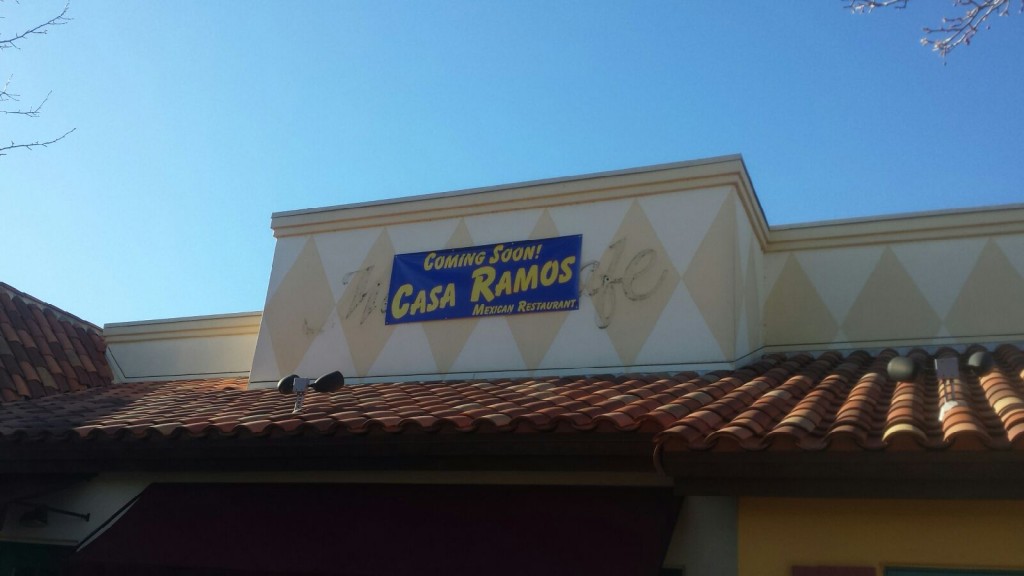 COMING SOON!
CASA RAMOS
MEXICAN RESTAURANT